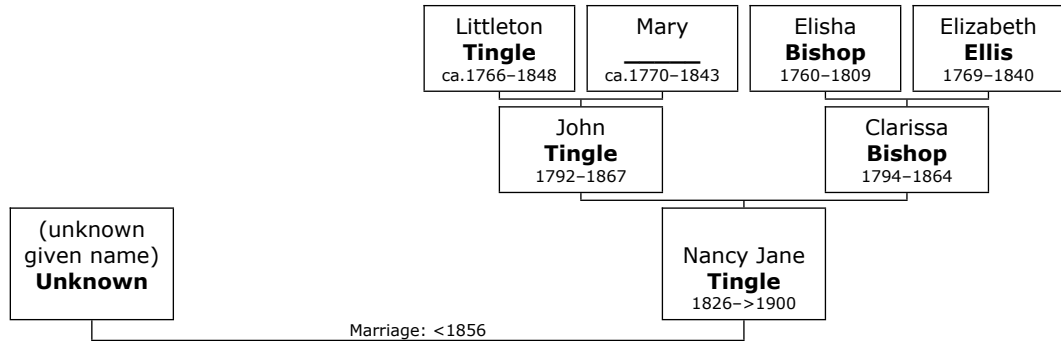 Littleton
Tingle
ca.1766–1848
Mary
______
ca.1770–1843
Elisha
Bishop
1760–1809
Elizabeth
Ellis
1769–1840
John
Tingle
1792–1867
Clarissa
Bishop
1794–1864
(unknown
given name)
Unknown
Nancy Jane
Tingle
1826–>1900
Marriage: <1856